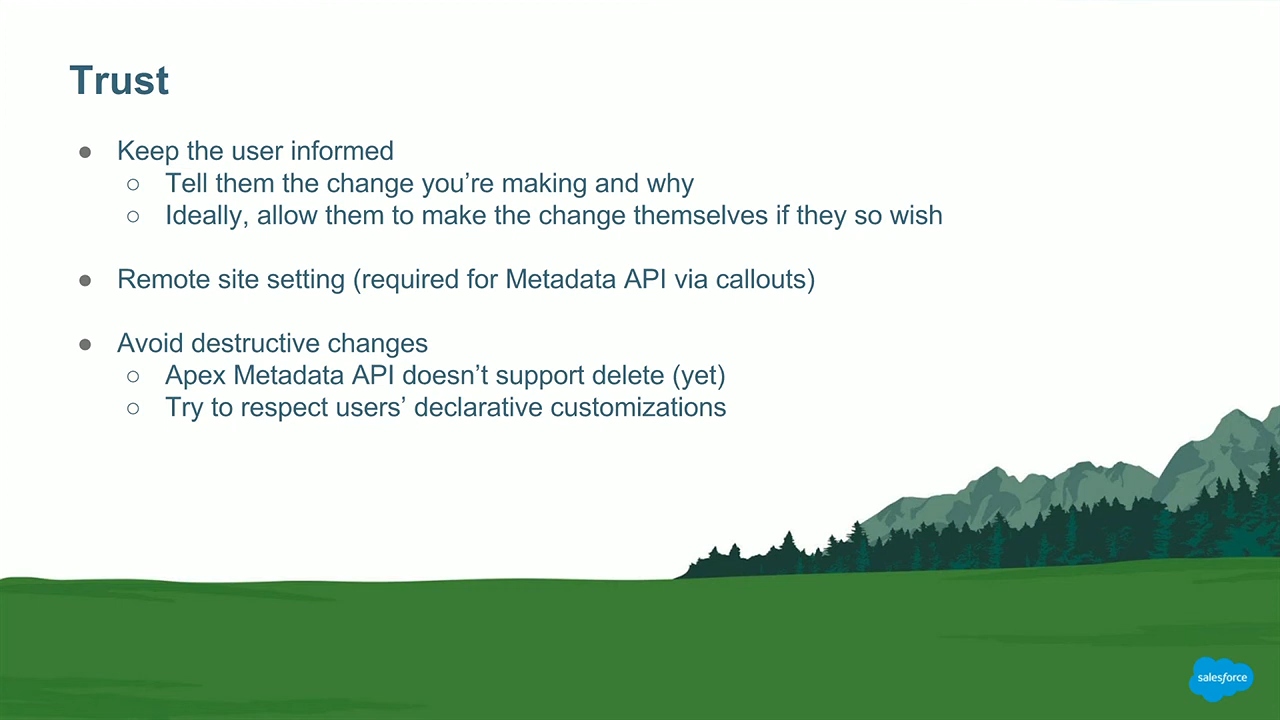 Trust
● Keep the user informed
○ Tell them the change you’re making and why
○ Ideally, allow them to make the change themselves if they so wish
● Remote site setting (required for Metadata API via callouts)
● Avoid destructive changes
○ Apex Metadata API doesn’t support delete (yet)
○ Try to respect users’ declarative customizations
salesforce